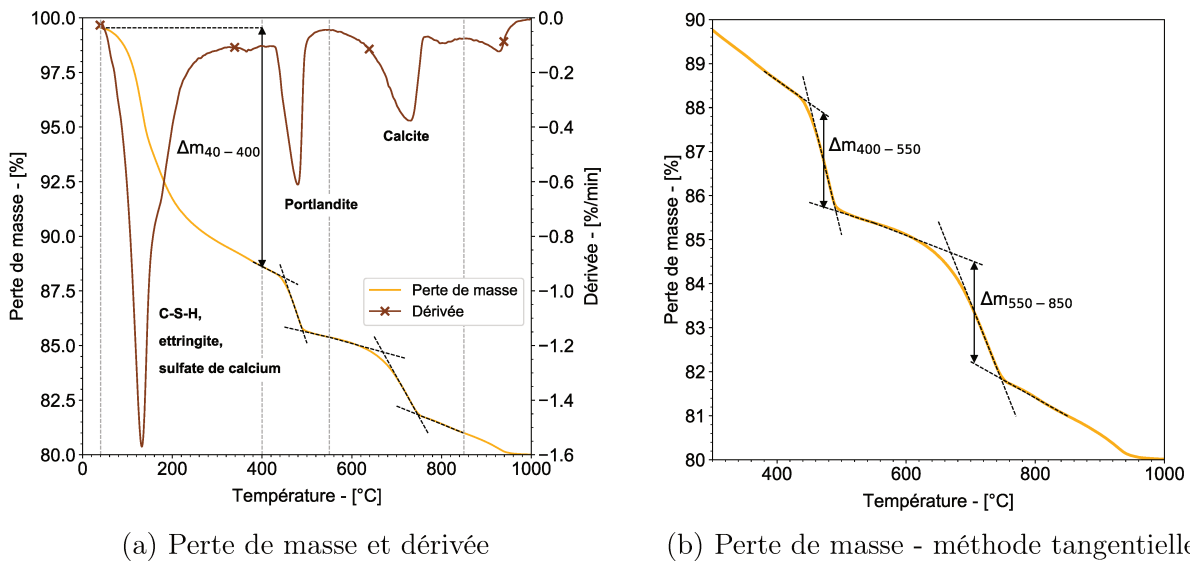 100.0
97.5
95.0
92.5
90.0
87.5
85.0
82.5
80.0
Perte de masse - [%]
0
200
400
600
800
1000
Température - [°C]
0.0
−0.2
−0.4
−0.6
−0.8
−1.0
−1.2
−1.4
−1.6
Dérivée - [%/min]
Δm40 − 400
Calcite
Portlandite
C-S-H,
ettringite,
sulfate de calcium
Perte de masse
Dérivée
(a) Perte de masse et dérivée
90
89
88
87
86
85
84
83
82
81
80
Perte de masse - [%]
400
600
800
1000
Température - [°C]
Δm400 − 550
Δm550 − 850
(b) Perte de masse - méthode tangentielle